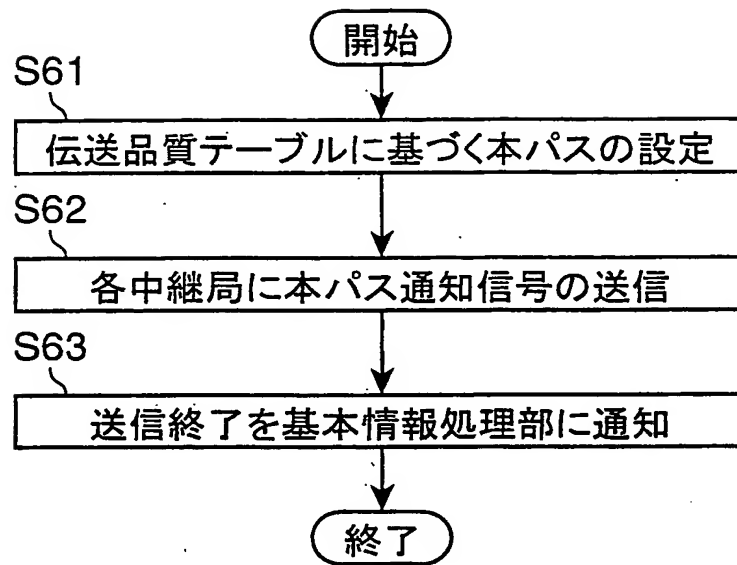 開始
S61
伝送品質テーブルに基づく本パスの設定
S62
各中継局に本パス通知信号の送信
S63
送信終了を基本情報処理部に通知
終了